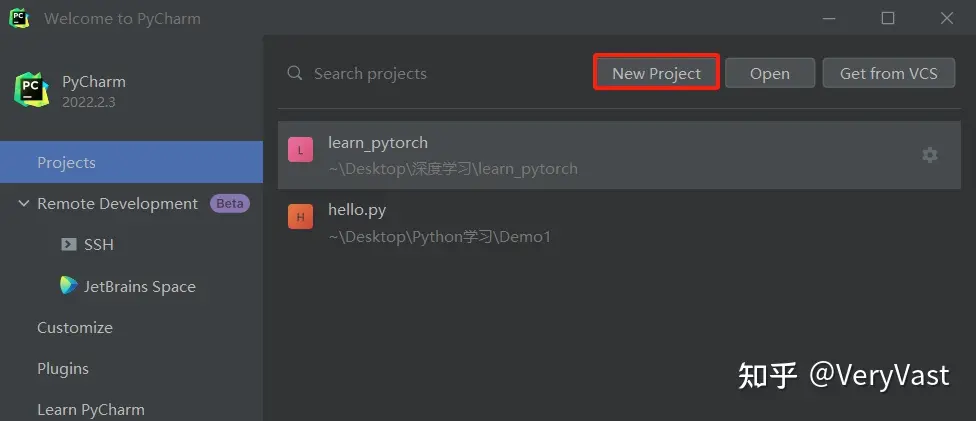 Welcome to PyCharm
PyCharm
2022.2.3
Search projects
New Project
Open
Get from VCS
Projects
Remote Development Beta
SSH
JetBrains Space
Customize
Plugins
Learn PyCharm
L
learn_pytorch
~\Desktop\深度学习\learn_pytorch
H
hello.py
~\Desktop\Python学习\Demo1
知乎 @VeryVast